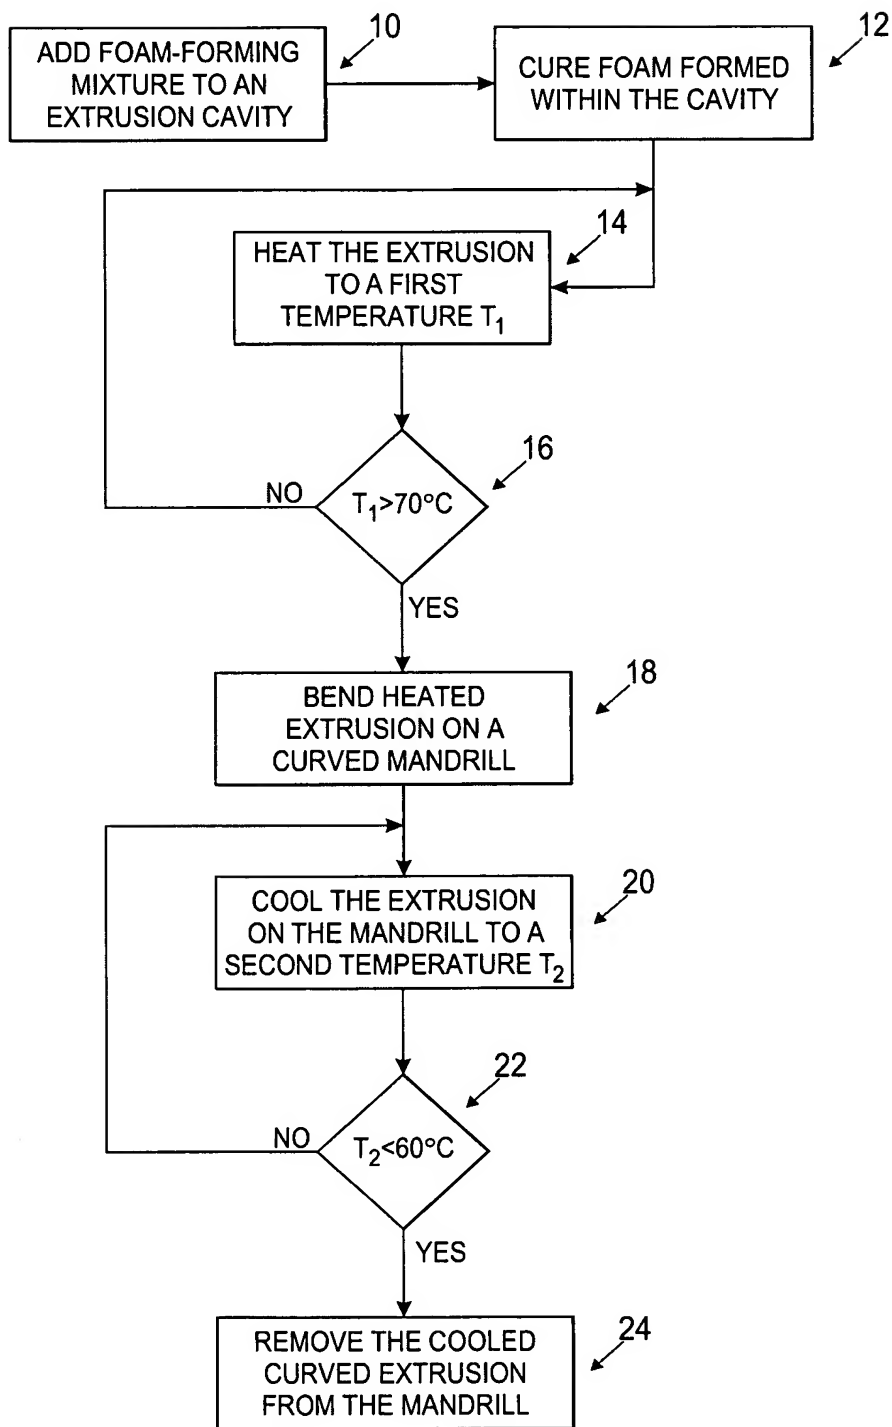 10
ADD FOAM-FORMING
MIXTURE TO AN
EXTRUSION CAVITY
12
CURE FOAM FORMED
WITHIN THE CAVITY
14
HEAT THE EXTRUSION
TO A FIRST
TEMPERATURE T₁
16
NO
T₁>70°C
YES
18
BEND HEATED
EXTRUSION ON A
CURVED MANDRILL
20
COOL THE EXTRUSION
ON THE MANDRILL TO A
SECOND TEMPERATURE T₂
22
NO
T₂<60°C
YES
24
REMOVE THE COOLED
CURVED EXTRUSION
FROM THE MANDRILL